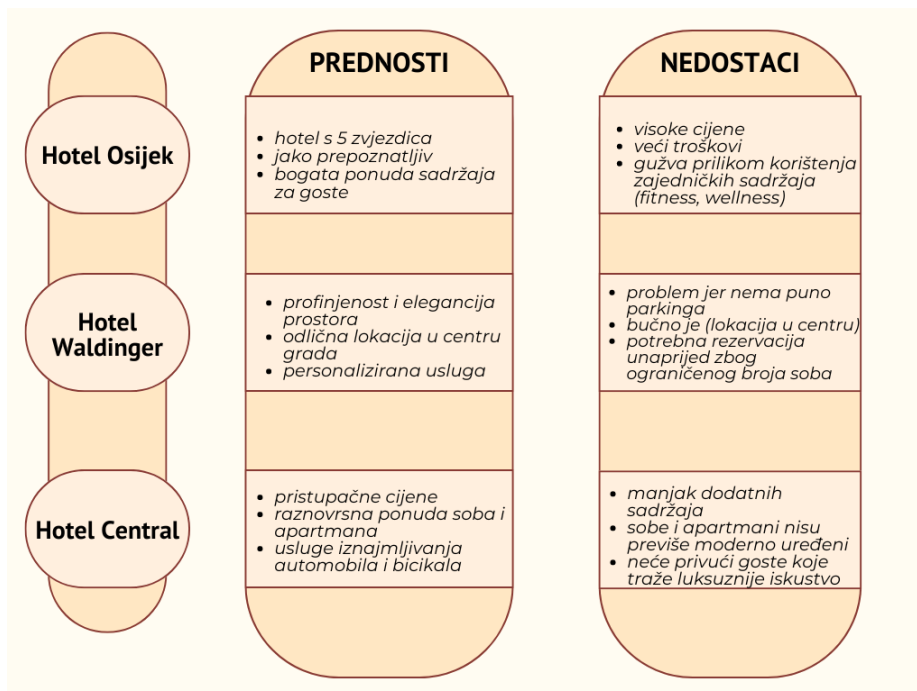 PREDNOSTI
NEDOSTACI
Hotel Osijek
• hotel s 5 zvjezdica
• jako prepoznatljiv
• bogata ponuda sadržaja
za goste
• visoke cijene
• veći troškovi
• gužva prilikom korištenja
zajedničkih sadržaja
(fitness, wellness)
Hotel
Waldinger
• profinjenost i elegancija
prostora
• odlična lokacija u centru
grada
• personalizirana usluga
• problem jer nema puno
parkinga
• bučno je (lokacija u centru)
• potrebna rezervacija
unaprijed zbog
ograničenog broja soba
Hotel Central
• pristupačne cijene
• raznovrsna ponuda soba i
apartmana
• usluge iznajmljivanja
automobila i bicikala
• manjak dodatnih
sadržaja
• sobe i apartmani nisu
previše moderno uređeni
• neće privući goste koje
traže luksuznije iskustvo